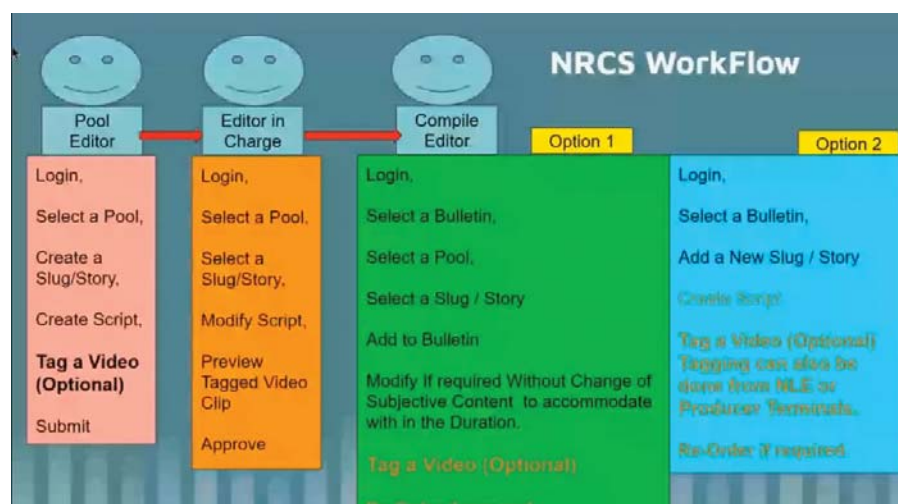 NRCS WorkFlow
Pool
Editor
Editor in
Charge
Compile
Editor
Option 1
Option 2
Login,
Select a Pool,
Create a
Slug/Story,
Create Script,
Tag a Video
(Optional)
Submit
Login,
Select a Pool,
Select a
Slug/Story,
Modify Script,
Preview
Tagged Video
Clip
Approve
Login,
Select a Bulletin,
Select a Pool,
Select a Slug / Story
Add to Bulletin
Modify If required Without Change of
Subjective Content to accommodate
with in the Duration.
Tag a Video (Optional)
Login,
Select a Bulletin,
Add a New Slug / Story
Create Script
Tag a Video (Optional)
Tagging can also be
done from NLE or
Producer Terminals.
Re-Order if required